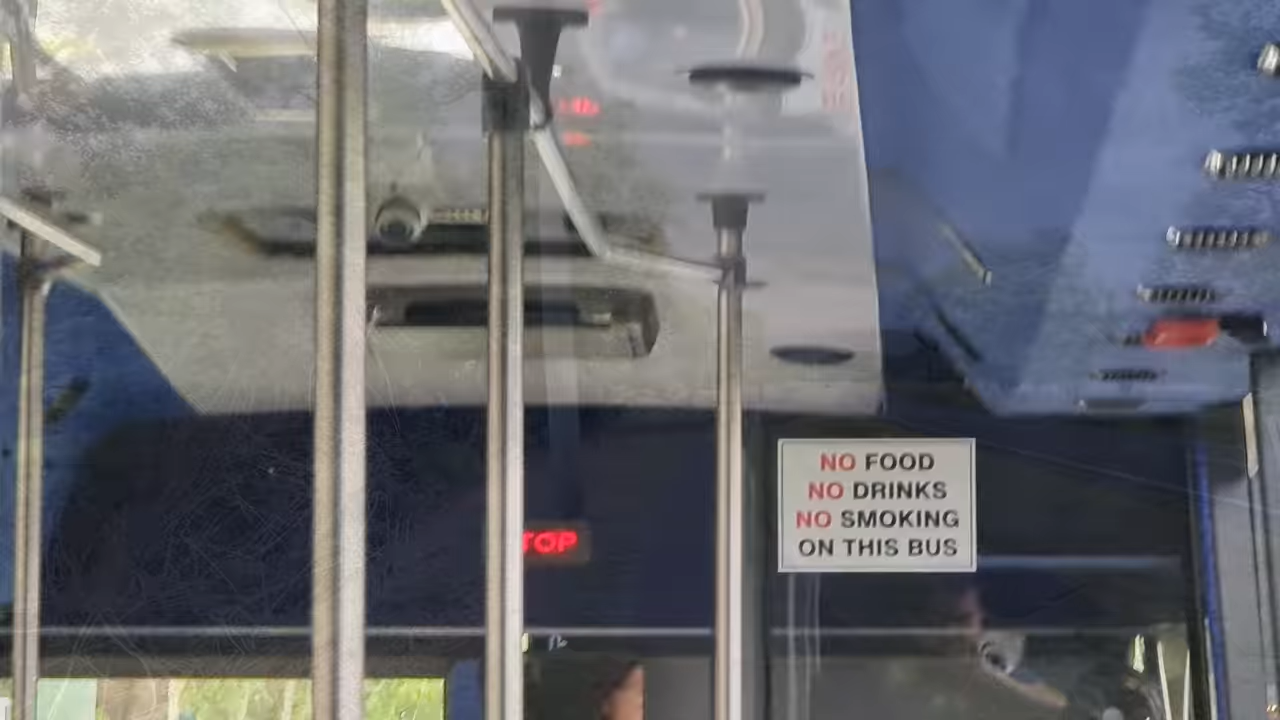 NO FOOD
NO DRINKS
NO SMOKING
ON THIS BUS
TOP